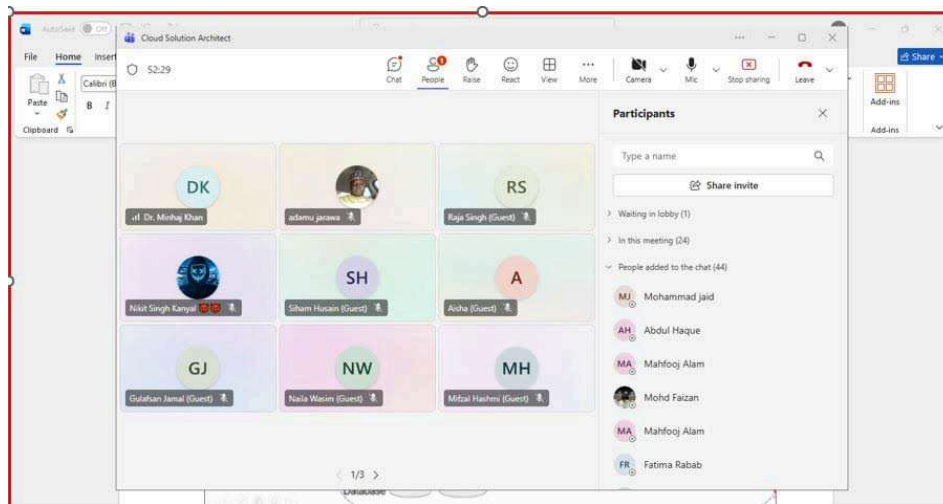 AutoSave Off
Cloud Solution Architect
File Home Insert
Share
52:29
Chat People Raise React View More Camera Mic Stop sharing Leave
Calibri (B
Paste
B I
Clipboard
Add-ins
Add-ins
Participants
Type a name
Share invite
Waiting in lobby (1)
In this meeting (24)
People added to the chat (44)
MJ Mohammad jaid
AH Abdul Haque
MA Mahfooj Alam
Mohd Faizan
MA Mahfooj Alam
FR Fatima Rabab
DK
RS
Dr. Minhaj Khan
adamu jarawa
Raja Singh (Guest)
SH
A
Nikit Singh Kanyal
Siham Husain (Guest)
Aisha (Guest)
GJ
NW
MH
Gulafsan Jamal (Guest)
Naila Wasim (Guest)
Mifzal Hashmi (Guest)
1/3
Database